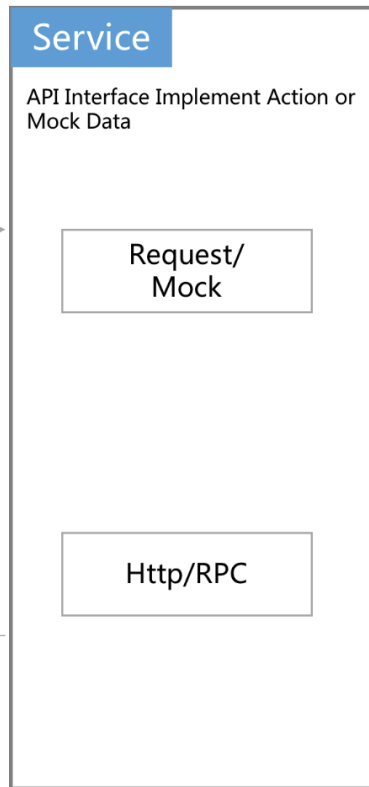 Service
API Interface Implement Action or
Mock Data
Request/
Mock
Http/RPC